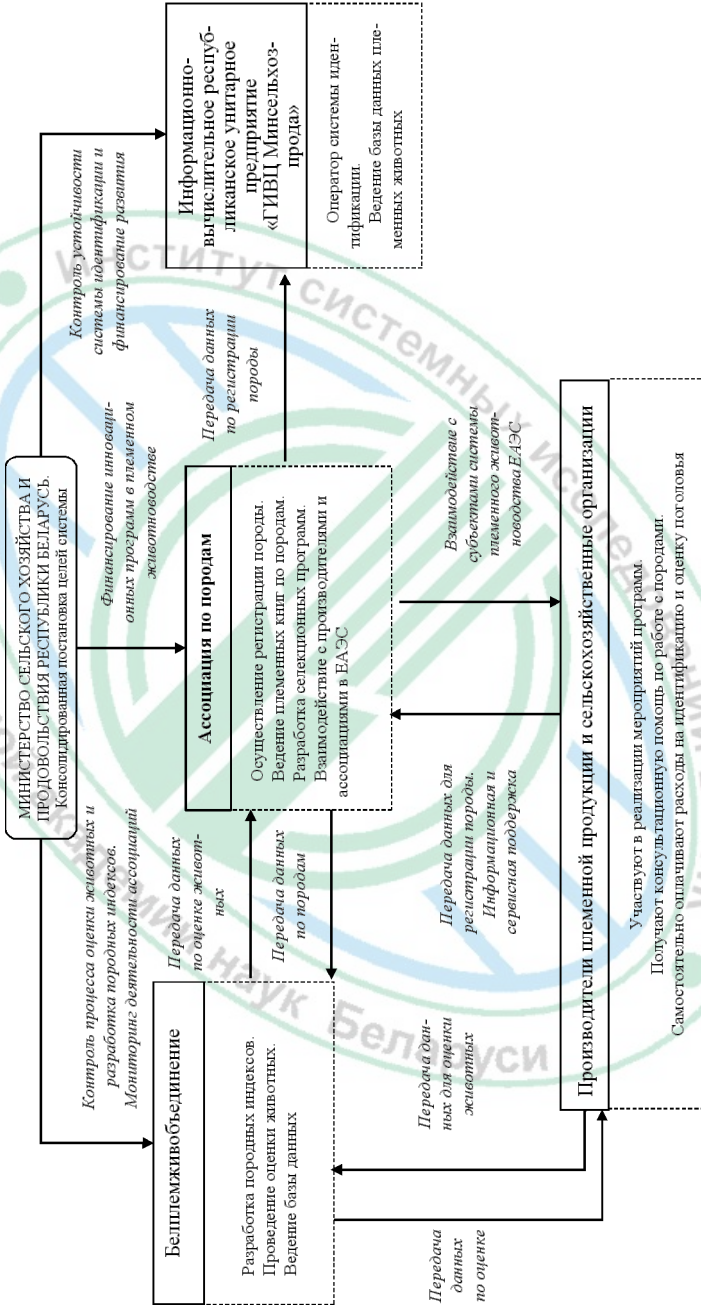 МИНИСТЕРСТВО СЕЛЬСКОГО ХОЗЯЙСТВА И
ПРОДОВОЛЬСТВИЯ РЕСПУБЛИКИ БЕЛАРУСЬ.
Консолидированная постановка целей системы
Контроль процесса оценки животных и
разработка породных индексов.
Мониторинг деятельности ассоциаций
Финансирование инноваци-
онных программ в племенном
животноводстве
Контроль устойчивости
системы идентификации и
финансирование развития
Белплемживобъединение
Разработка породных индексов.
Проведение оценки животных.
Ведение базы данных
Передача данных
по оценке живот-
ных
Передача данных
по породам
Ассоциация по породам
Осуществление регистрации породы.
Ведение племенных книг по породам.
Разработка селекционных программ.
Взаимодействие с производителями и
ассоциациями в ЕАЭС
Передача данных
по регистрации
породы
Информационно-
вычислительное респуб-
ликанское унитарное
предприятие
«ГИВЦ Минсельхоз-
прода»
Оператор системы иден-
тификации.
Ведение базы данных пле-
менных животных
Передача
данных
по оценке
Передача дан-
ных для оценки
животных
Передача данных для
регистрации породы.
Информационная и
сервисная поддержка
Взаимодействие с
субъектами системы
племенного живот-
новодства ЕАЭС
Производители племенной продукции и сельскохозяйственные организации
Участвуют в реализации мероприятий программ.
Получают консультационную помощь по работе с породами.
Самостоятельно оплачивают расходы на идентификацию и оценку поголовья
Институт системных исследований
академии наук Беларуси